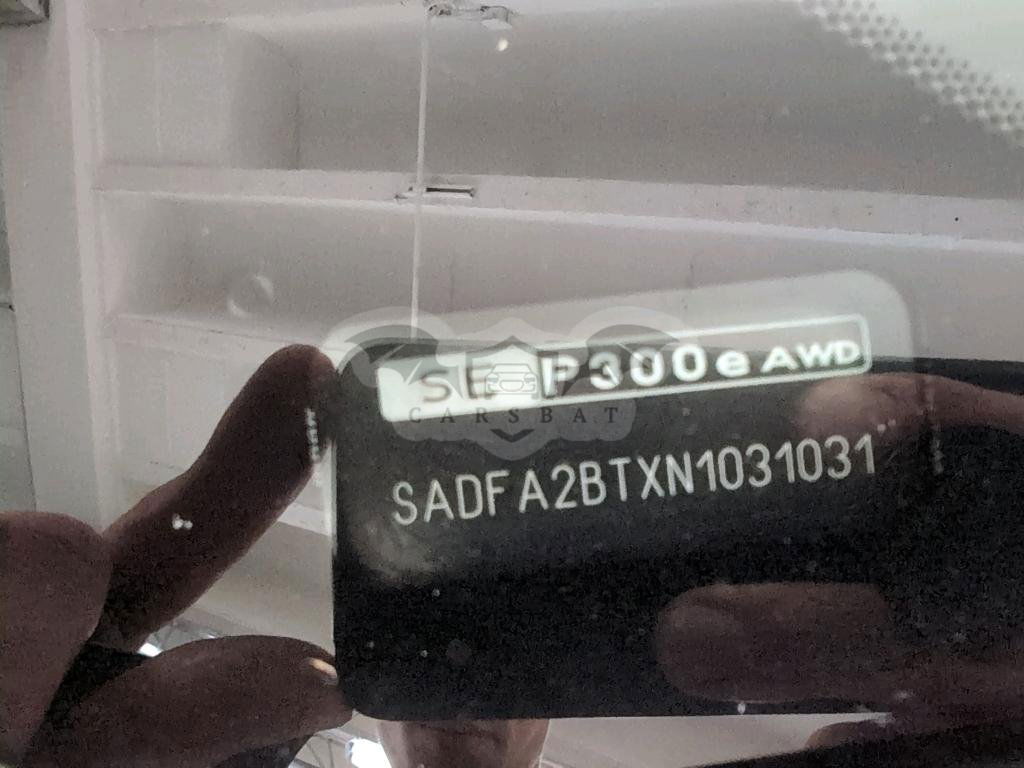 SE P300e AWD
CARSBAT
SADFA2BTXN1031031